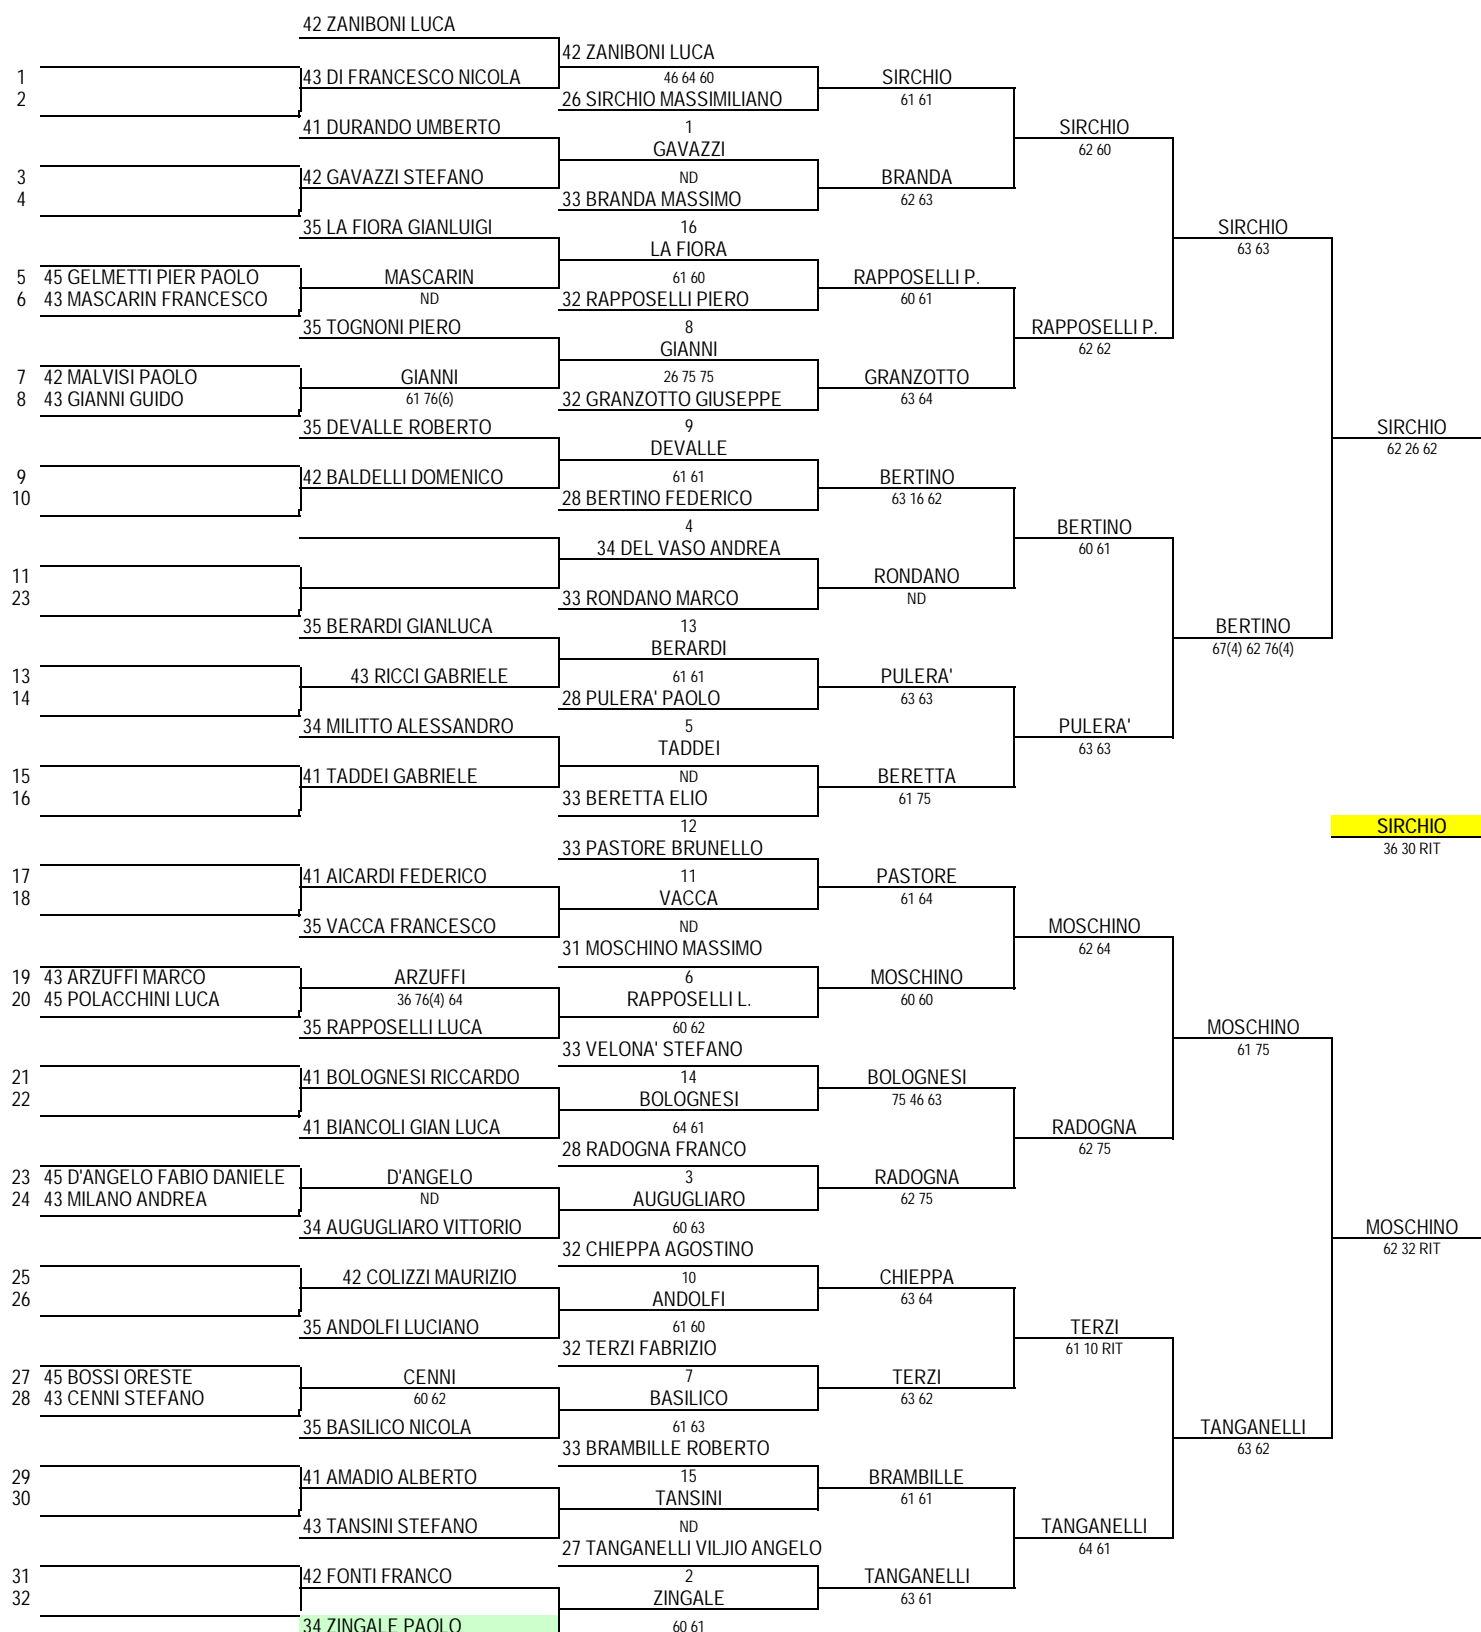 42 ZANIBONI LUCA
42 ZANIBONI LUCA
1 43 DI FRANCESCO NICOLA 46 64 60 SIRCHIO
2 26 SIRCHIO MASSIMILIANO 61 61
41 DURANDO UMBERTO 1 SIRCHIO
GAVAZZI 62 60
3 42 GAVAZZI STEFANO ND BRANDA
4 33 BRANDA MASSIMO 62 63
35 LA FIORA GIANLUIGI 16 SIRCHIO
LA FIORA 63 63
5 45 GELMETTI PIER PAOLO MASCARIN 61 60 RAPPOSELLI P.
6 43 MASCARIN FRANCESCO ND 32 RAPPOSELLI PIERO 60 61
35 TOGNONI PIERO 8 RAPPOSELLI P.
GIANNI 62 62
7 42 MALVISI PAOLO GIANNI 26 75 75 GRANZOTTO
8 43 GIANNI GUIDO 61 76(6) 32 GRANZOTTO GIUSEPPE 63 64
35 DEVALLE ROBERTO 9 SIRCHIO
DEVALLE 62 26 62
9 42 BALDELLI DOMENICO 61 61 BERTINO
10 28 BERTINO FEDERICO 63 16 62
4 BERTINO
34 DEL VASO ANDREA 60 61
11 RONDANO
23 33 RONDANO MARCO ND
35 BERARDI GIANLUCA 13 BERTINO
BERARDI 67(4) 62 76(4)
13 43 RICCI GABRIELE 61 61 PULERA'
14 28 PULERA' PAOLO 63 63
34 MILITTO ALESSANDRO 5 PULERA'
TADDEI 63 63
15 41 TADDEI GABRIELE ND BERETTA
16 33 BERETTA ELIO 61 75
12 SIRCHIO
33 PASTORE BRUNELLO 36 30 RIT
17 41 AICARDI FEDERICO 11 PASTORE
18 VACCA 61 64
35 VACCA FRANCESCO ND MOSCHINO
31 MOSCHINO MASSIMO 62 64
19 43 ARZUFFI MARCO ARZUFFI 6 MOSCHINO
20 45 POLACCHINI LUCA 36 76(4) 64 RAPPOSELLI L. 60 60
35 RAPPOSELLI LUCA 60 62 MOSCHINO
33 VELONA' STEFANO 61 75
21 41 BOLOGNESI RICCARDO 14 BOLOGNESI
22 BOLOGNESI 75 46 63
41 BIANCOLI GIAN LUCA 64 61 RADOGNA
28 RADOGNA FRANCO 62 75
23 45 D'ANGELO FABIO DANIELE D'ANGELO 3 RADOGNA
24 43 MILANO ANDREA ND AUGUGLIARO 62 75
34 AUGUGLIARO VITTORIO 60 63 MOSCHINO
32 CHIEPPA AGOSTINO 62 32 RIT
25 42 COLIZZI MAURIZIO 10 CHIEPPA
26 ANDOLFI 63 64
35 ANDOLFI LUCIANO 61 60 TERZI
32 TERZI FABRIZIO 61 10 RIT
27 45 BOSSI ORESTE CENNI 7 TERZI
28 43 CENNI STEFANO 60 62 BASILICO 63 62
35 BASILICO NICOLA 61 63 TANGANELLI
33 BRAMBILLE ROBERTO 63 62
29 41 AMADIO ALBERTO 15 BRAMBILLE
30 TANSINI 61 61
43 TANSINI STEFANO ND TANGANELLI
27 TANGANELLI VILJIO ANGELO 64 61
31 42 FONTI FRANCO 2 TANGANELLI
32 ZINGALE 63 61
34 ZINGALE PAOLO 60 61